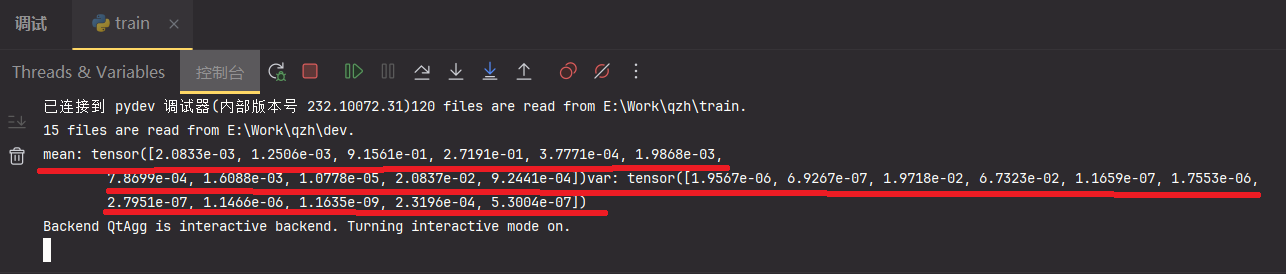 调试
train
Threads & Variables
控制台
已连接到 pydev 调试器(内部版本号 232.10072.31)120 files are read from E:\Work\qzh\train.
15 files are read from E:\Work\qzh\dev.
mean: tensor([2.0833e-03, 1.2506e-03, 9.1561e-01, 2.7191e-01, 3.7771e-04, 1.9868e-03,
7.8699e-04, 1.6088e-03, 1.0778e-05, 2.0837e-02, 9.2441e-04])var: tensor([1.9567e-06, 6.9267e-07, 1.9718e-02, 6.7323e-02, 1.1659e-07, 1.7553e-06,
2.7951e-07, 1.1466e-06, 1.1635e-09, 2.3196e-04, 5.3004e-07])
Backend QtAgg is interactive backend. Turning interactive mode on.